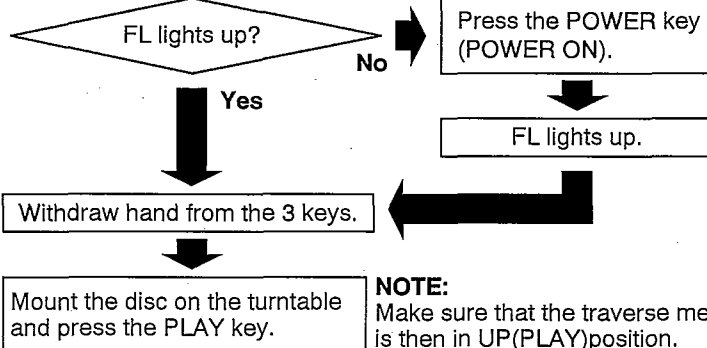 FL lights up?
No
Press the POWER key
(POWER ON).
Yes
FL lights up.
Withdraw hand from the 3 keys.
Mount the disc on the turntable
and press the PLAY key.
NOTE:
Make sure that the traverse
is then in UP(PLAY)position.